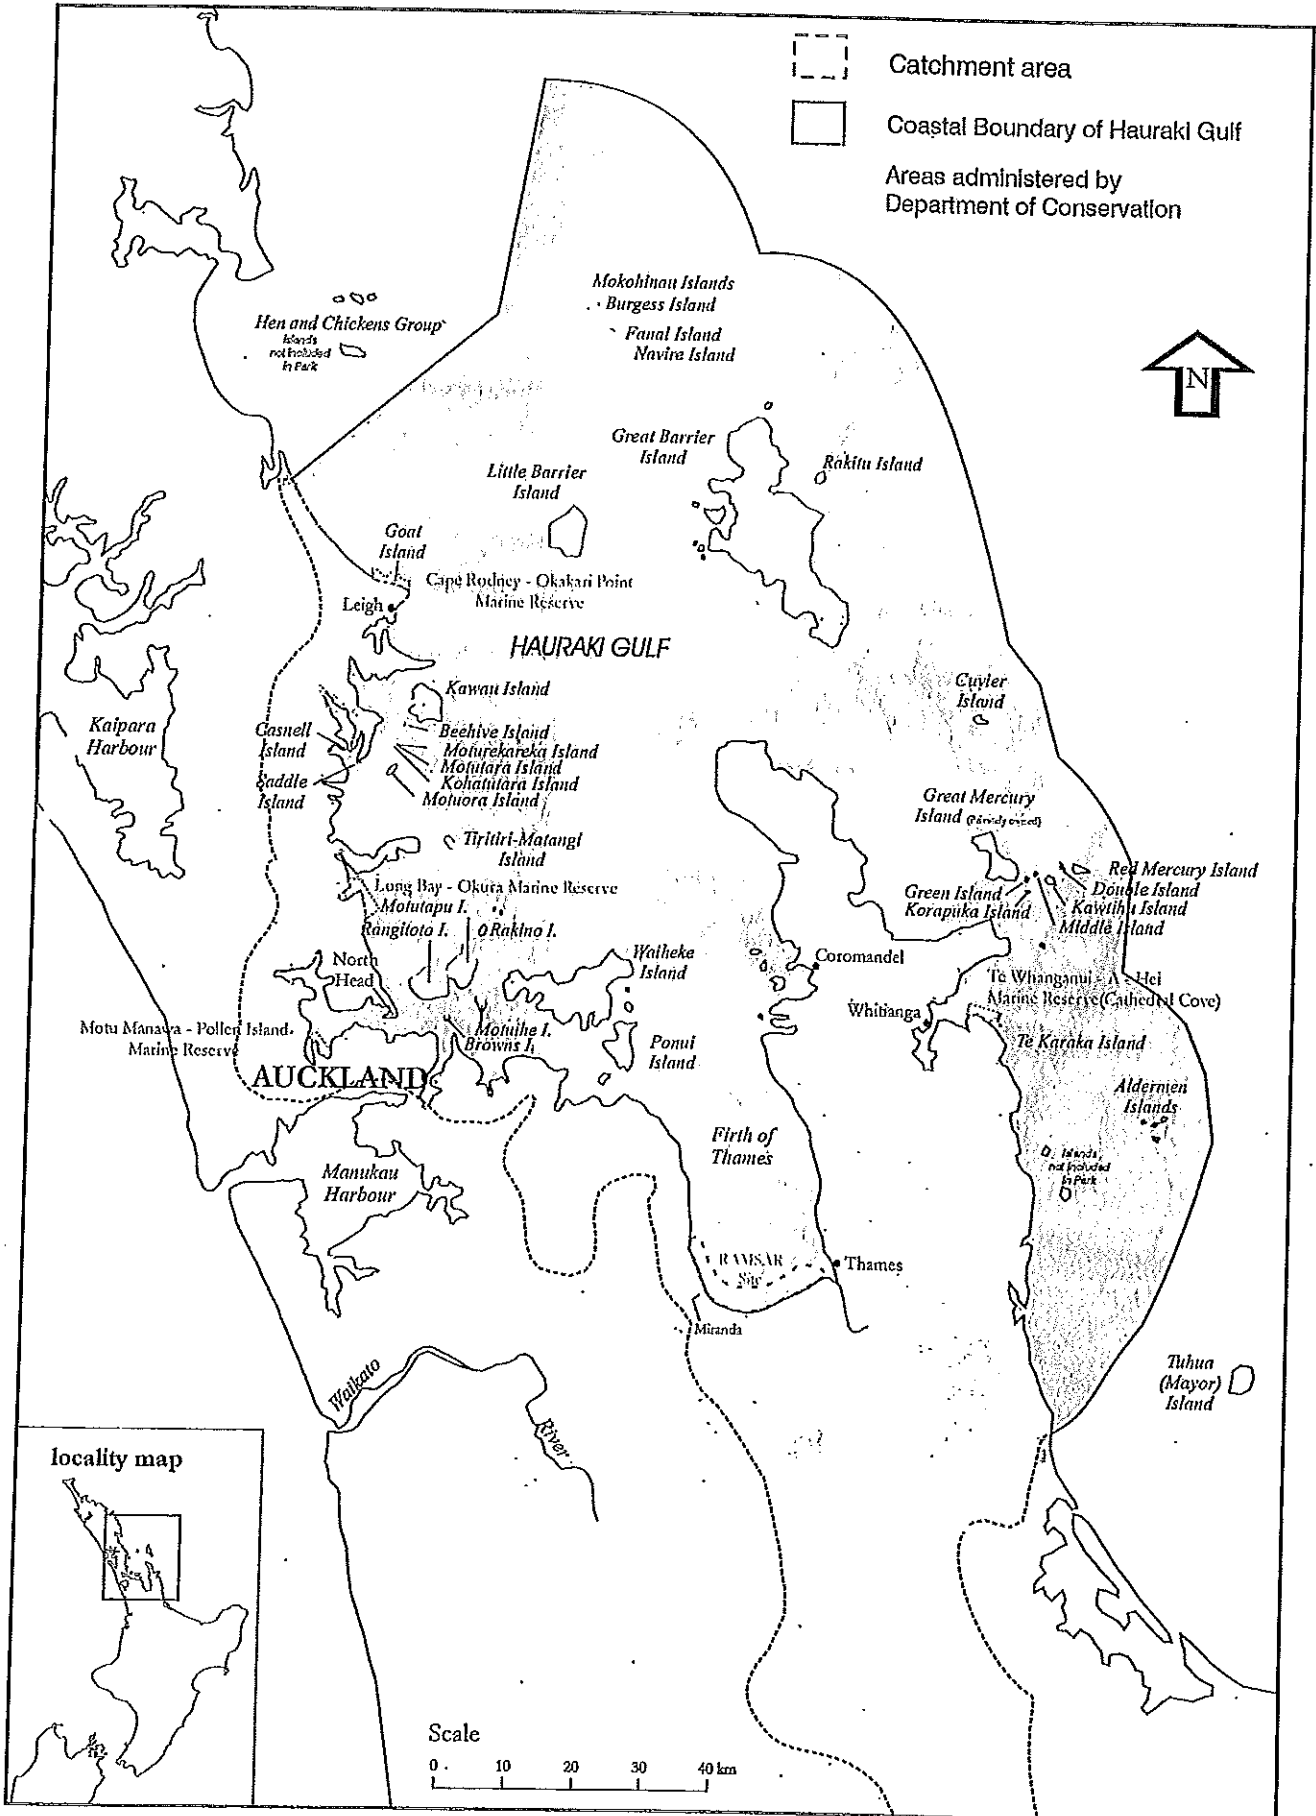 Catchment area
Coastal Boundary of Hauraki Gulf
Areas administered by
Department of Conservation
Mokohinau Islands
Burgess Island
Fanal Island
Navire Island
Hen and Chickens Group
Islands
not included
in Park
N
Great Barrier
Island
Rakitu Island
Little Barrier
Island
Goat
Island
Cape Rodney - Okakari Point
Marine Reserve
Leigh
HAURAKI GULF
Kawau Island
Cuvier
Island
Kaipara
Harbour
Casnell
Island
Beehive Island
Moturekareka Island
Motutara Island
Kohatutara Island
Motuora Island
Saddle
Island
Great Mercury
Island
Tiritiri-Matangi
Island
Red Mercury Island
Double Island
Kawtihu Island
Middle Island
Green Island
Korapuka Island
Long Bay - Okura Marine Reserve
Motutapu I.
Rangitoto I.
Rakino I.
North
Head
Waiheke
Island
Coromandel
Te Whanganui - A - Hei
Marine Reserve (Cathedral Cove)
Whitianga
Motu Manawa - Pollen Island
Marine Reserve
Motuihe I.
Browns I.
Ponui
Island
Te Karaka Island
AUCKLAND
Aldermen
Islands
Firth of
Thames
Islands
not included
in Park
Manukau
Harbour
RAMSAR
Site
Thames
Miranda
Waikato
River
Tuhua
(Mayor)
Island
locality map
Scale
0 10 20 30 40 km